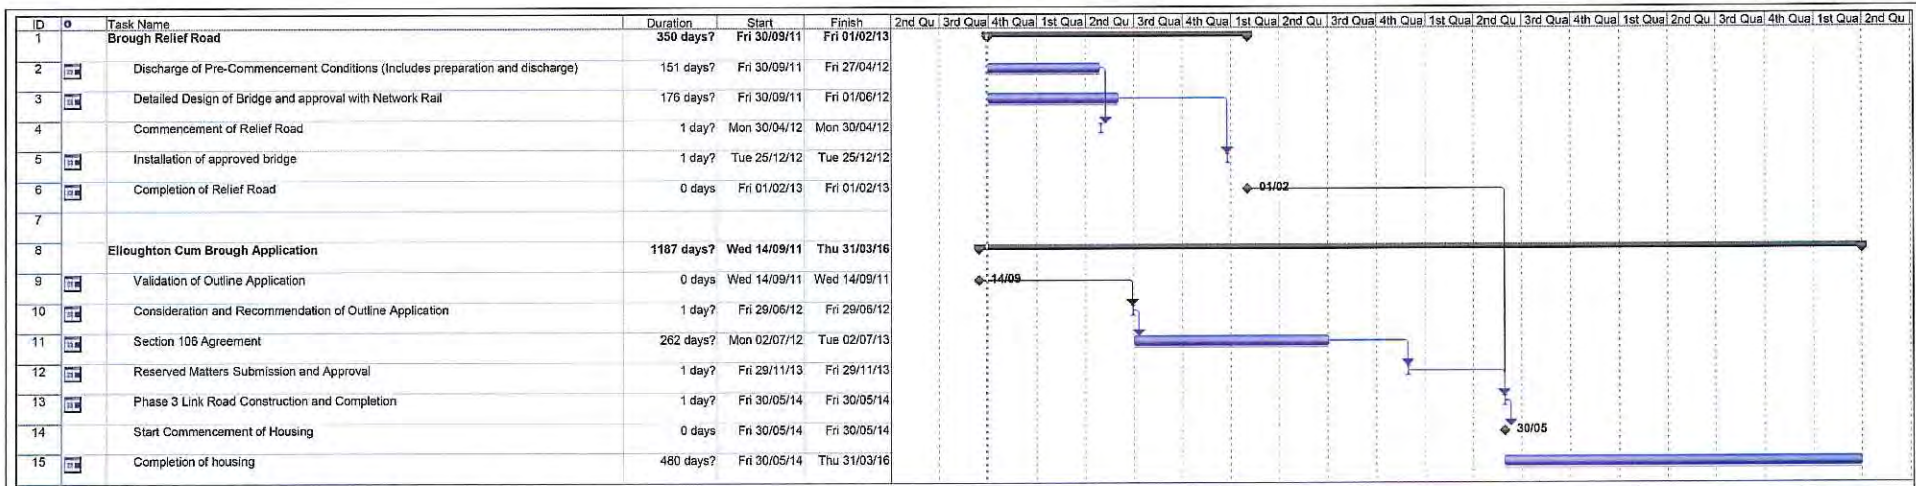 ID Task Name Duration Start Finish 2nd Qu 3rd Qua 4th Qua 1st Qua 2nd Qu 3rd Qua 4th Qua 1st Qua 2nd Qu 3rd Qua 4th Qua 1st Qua 2nd Qu 3rd Qua 4th Qua 1st Qua 2nd Qu 3rd Qua 4th Qua 1st Qua 2nd Qu
1 Brough Relief Road 350 days? Fri 30/09/11 Fri 01/02/13
2 Discharge of Pre-Commencement Conditions (Includes preparation and discharge) 151 days? Fri 30/09/11 Fri 27/04/12
3 Detailed Design of Bridge and approval with Network Rail 176 days? Fri 30/09/11 Fri 01/06/12
4 Commencement of Relief Road 1 day? Mon 30/04/12 Mon 30/04/12
5 Installation of approved bridge 1 day? Tue 25/12/12 Tue 25/12/12
6 Completion of Relief Road 0 days Fri 01/02/13 Fri 01/02/13 01/02
7
8 Elloughton Cum Brough Application 1187 days? Wed 14/09/11 Thu 31/03/16
9 Validation of Outline Application 0 days Wed 14/09/11 Wed 14/09/11 14/09
10 Consideration and Recommendation of Outline Application 1 day? Fri 29/06/12 Fri 29/06/12
11 Section 106 Agreement 262 days? Mon 02/07/12 Tue 02/07/13
12 Reserved Matters Submission and Approval 1 day? Fri 29/11/13 Fri 29/11/13
13 Phase 3 Link Road Construction and Completion 1 day? Fri 30/05/14 Fri 30/05/14
14 Start Commencement of Housing 0 days Fri 30/05/14 Fri 30/05/14 30/05
15 Completion of housing 480 days? Fri 30/05/14 Thu 31/03/16